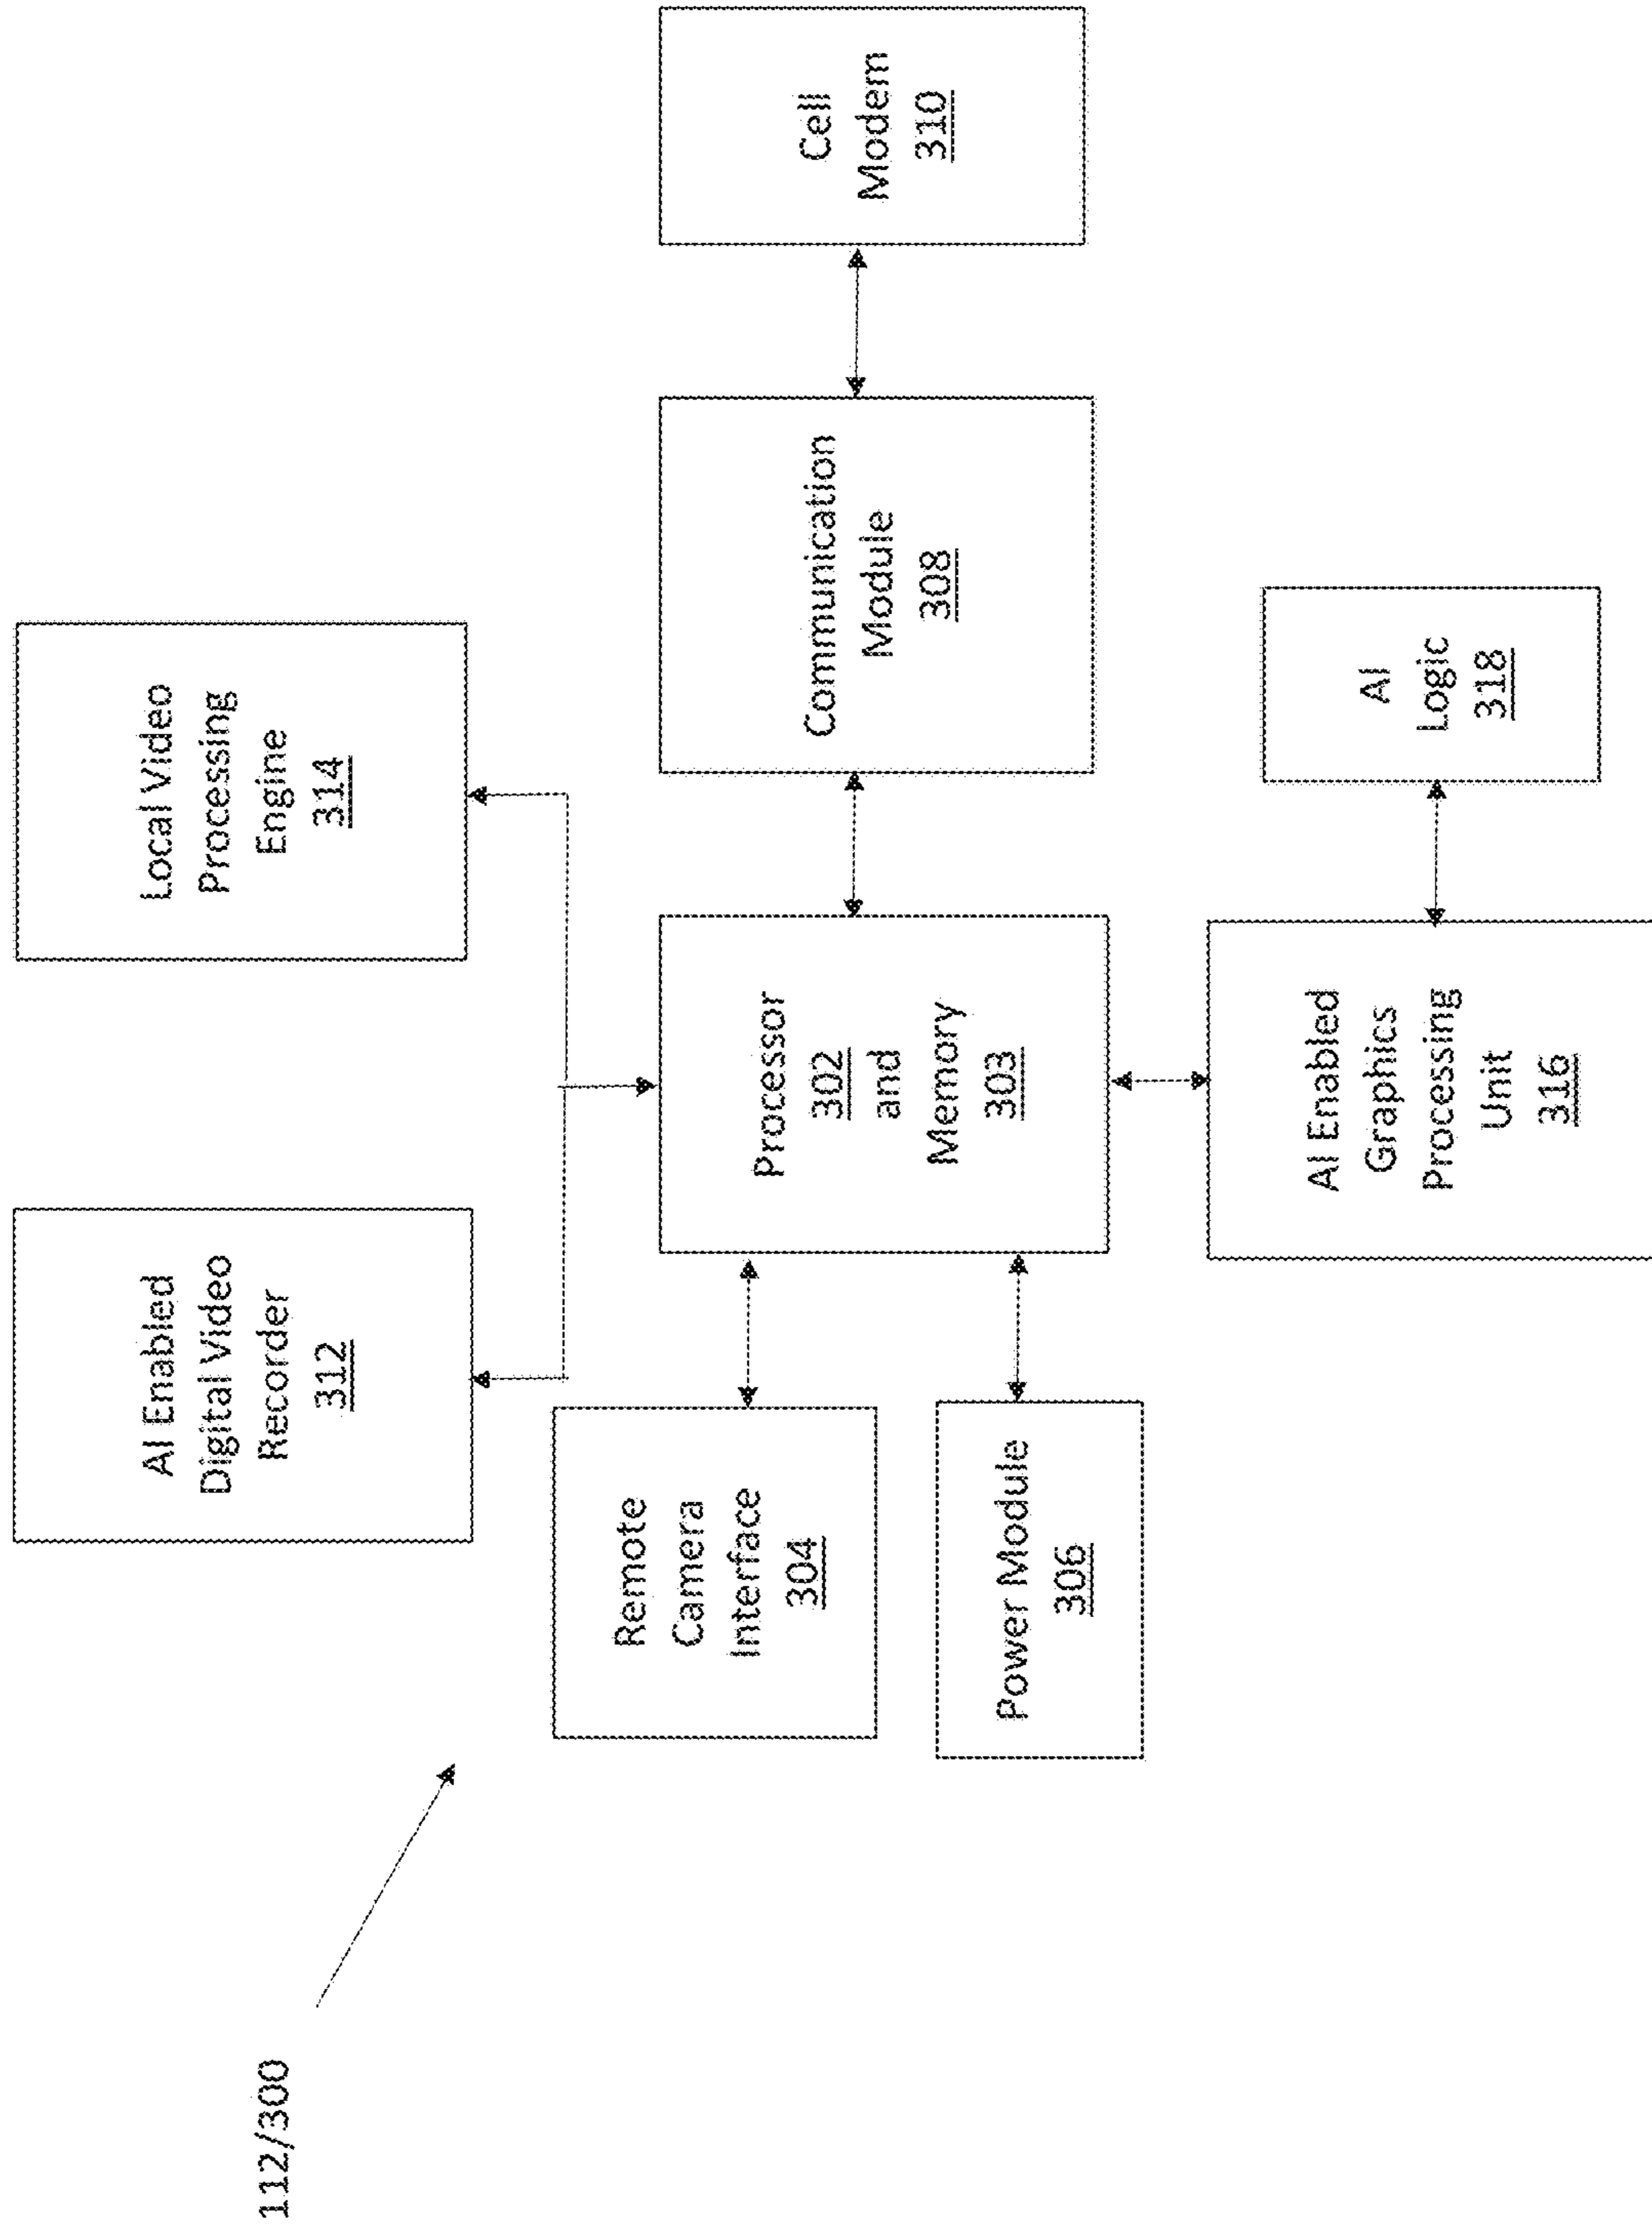 112/300
AI Enabled
Digital Video
Recorder
312
Local Video
Processing
Engine
314
Remote
Camera
Interface
304
Power Module
306
Processor
302
and
Memory
303
Communication
Module
308
Cell
Modem
310
AI Enabled
Graphics
Processing
Unit
316
AI
Logic
318